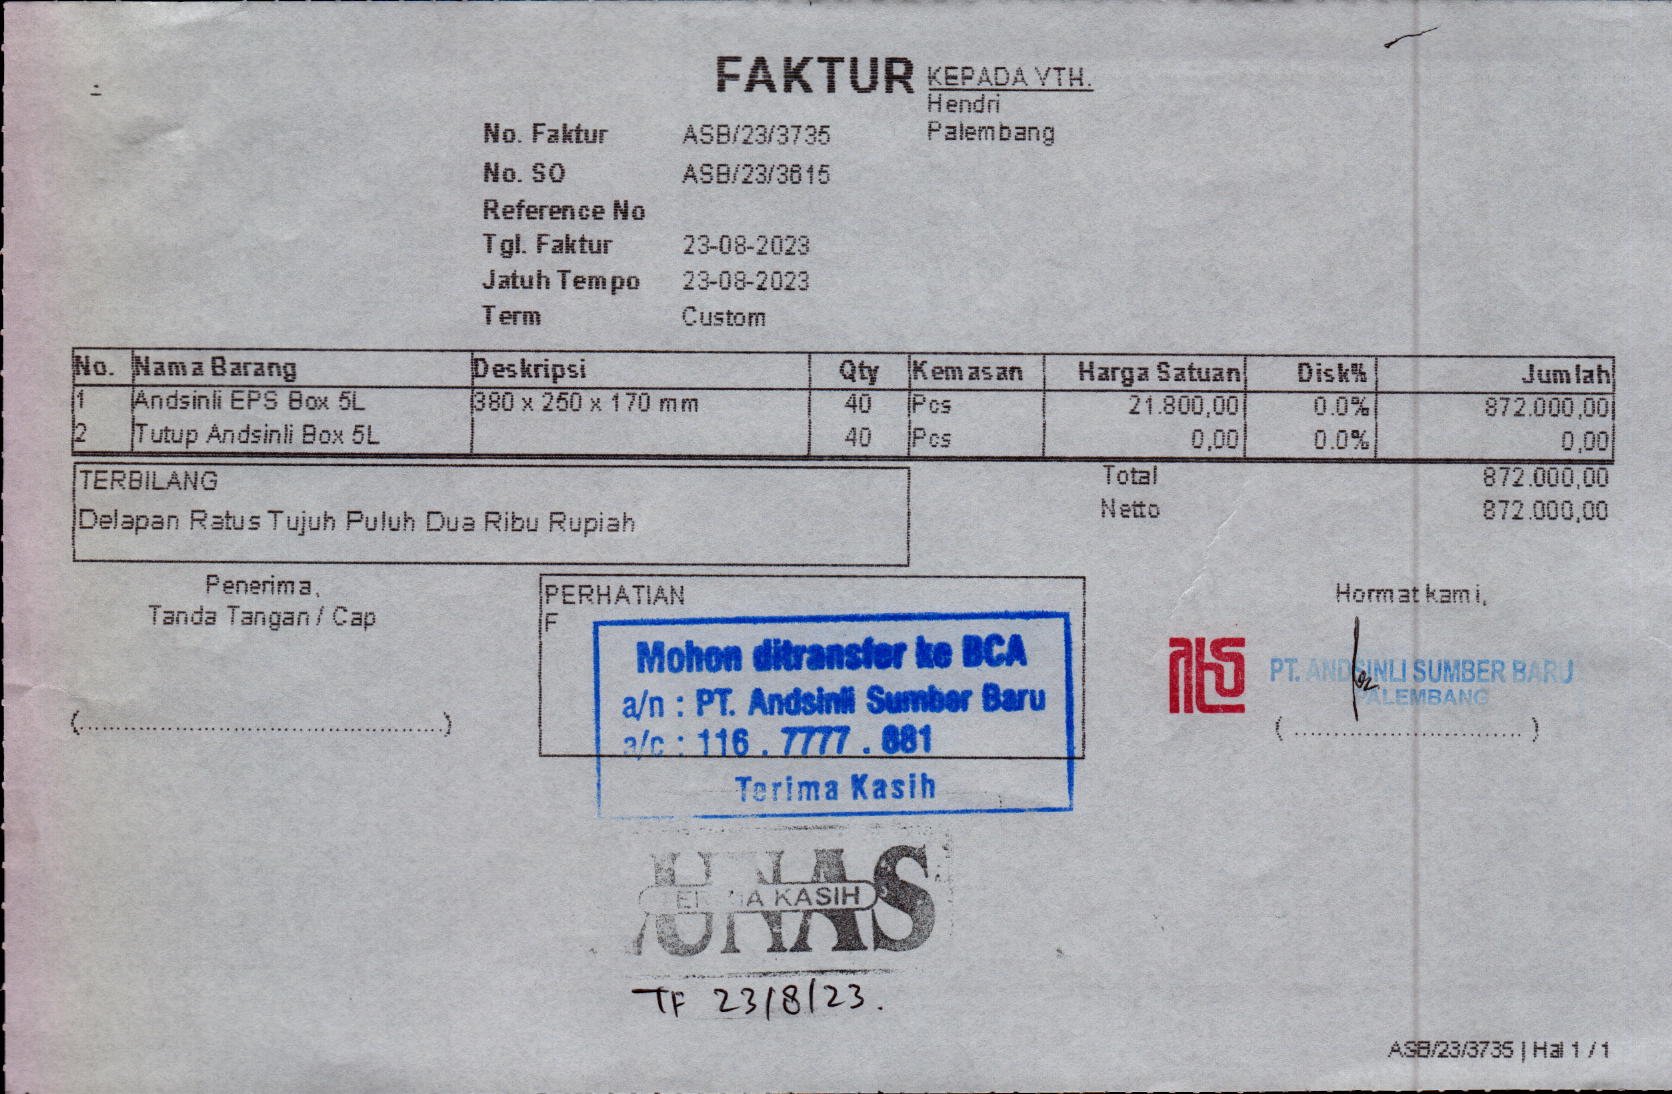 FAKTUR
KEPADA YTH.
Hendri
Palembang
No. Faktur ASB/23/3735
No. SO ASB/23/3615
Reference No
Tgl. Faktur 23-08-2023
Jatuh Tempo 23-08-2023
Term Custom
No. Nama Barang Deskripsi Qty Kemasan Harga Satuan Disk% Jumlah
1 Andsinli EPS Box 5L 380 x 250 x 170 mm 40 Pcs 21.800,00 0.0% 872.000,00
2 Tutup Andsinli Box 5L 40 Pcs 0,00 0.0% 0,00
TERBILANG
Delapan Ratus Tujuh Puluh Dua Ribu Rupiah
Total 872.000,00
Netto 872.000,00
Penerima,
Tanda Tangan / Cap
(..............................................)
PERHATIAN
F
Mohon ditransfer ke BCA
a/n : PT. Andsinli Sumber Baru
a/c : 116 . 7777 . 881
Terima Kasih
Hormat kami,
PT. ANDSINLI SUMBER BARU
PALEMBANG
( ............................. )
LUNAS
TERIMA KASIH
TF 23/8/23.
ASB/23/3735 | Hal 1 / 1